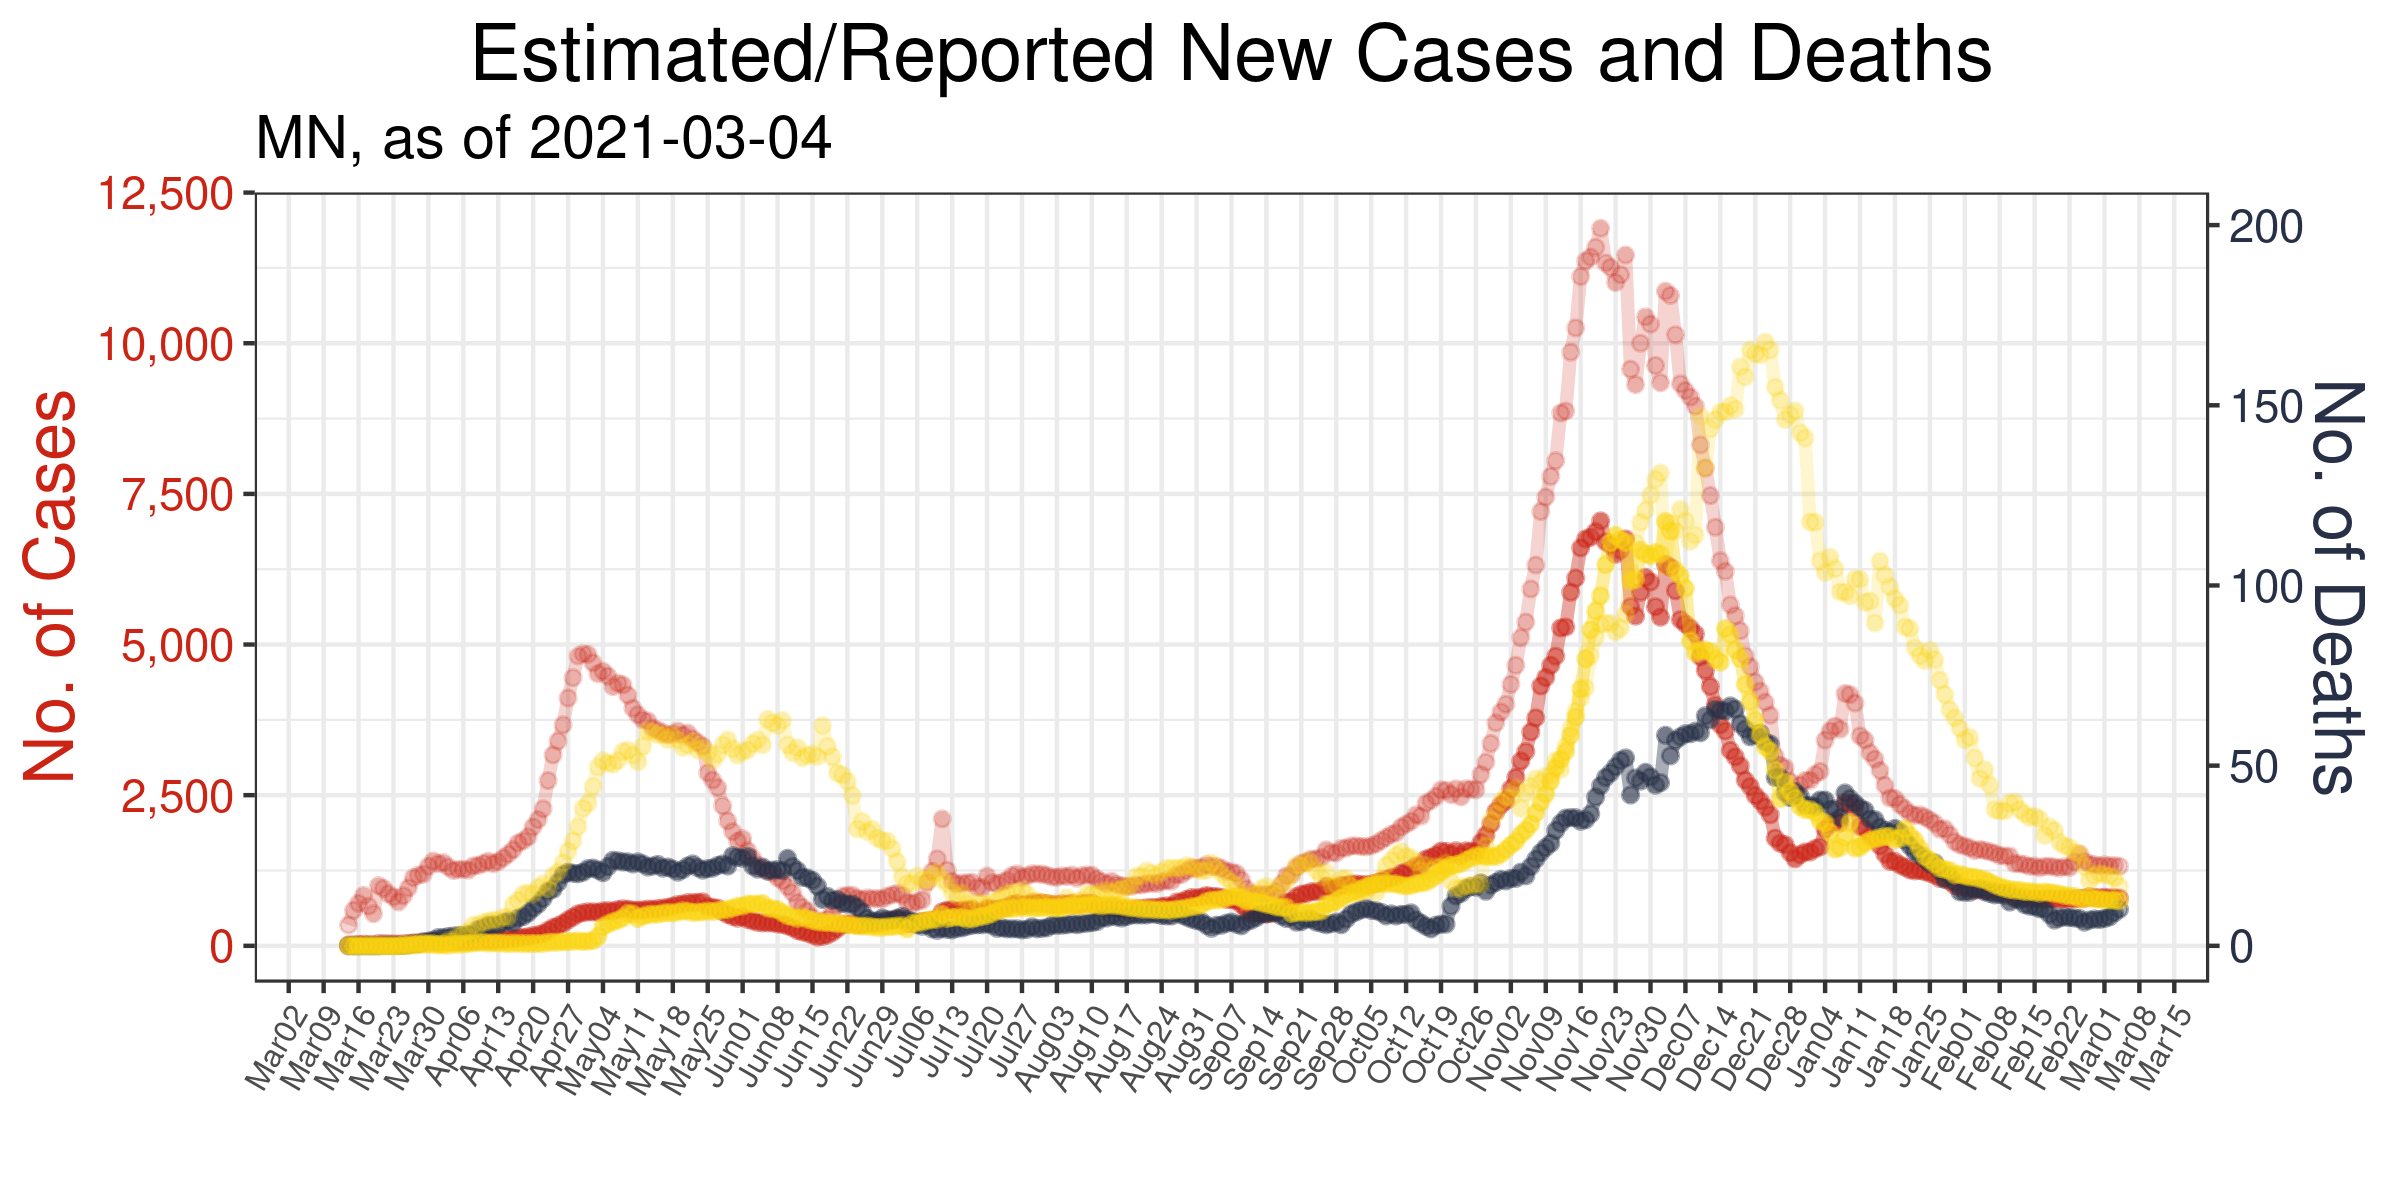 Estimated/Reported New Cases and Deaths
MN, as of 2021-03-04
No. of Cases
12,500
10,000
7,500
5,000
2,500
0
200
150
100
50
0
No. of Deaths
Mar02
Mar09
Mar16
Mar23
Mar30
Apr06
Apr13
Apr20
Apr27
May04
May11
May18
May25
Jun01
Jun08
Jun15
Jun22
Jun29
Jul06
Jul13
Jul20
Jul27
Aug03
Aug10
Aug17
Aug24
Aug31
Sep07
Sep14
Sep21
Sep28
Oct05
Oct12
Oct19
Oct26
Nov02
Nov09
Nov16
Nov23
Nov30
Dec07
Dec14
Dec21
Dec28
Jan04
Jan11
Jan18
Jan25
Feb01
Feb08
Feb15
Feb22
Mar01
Mar08
Mar15